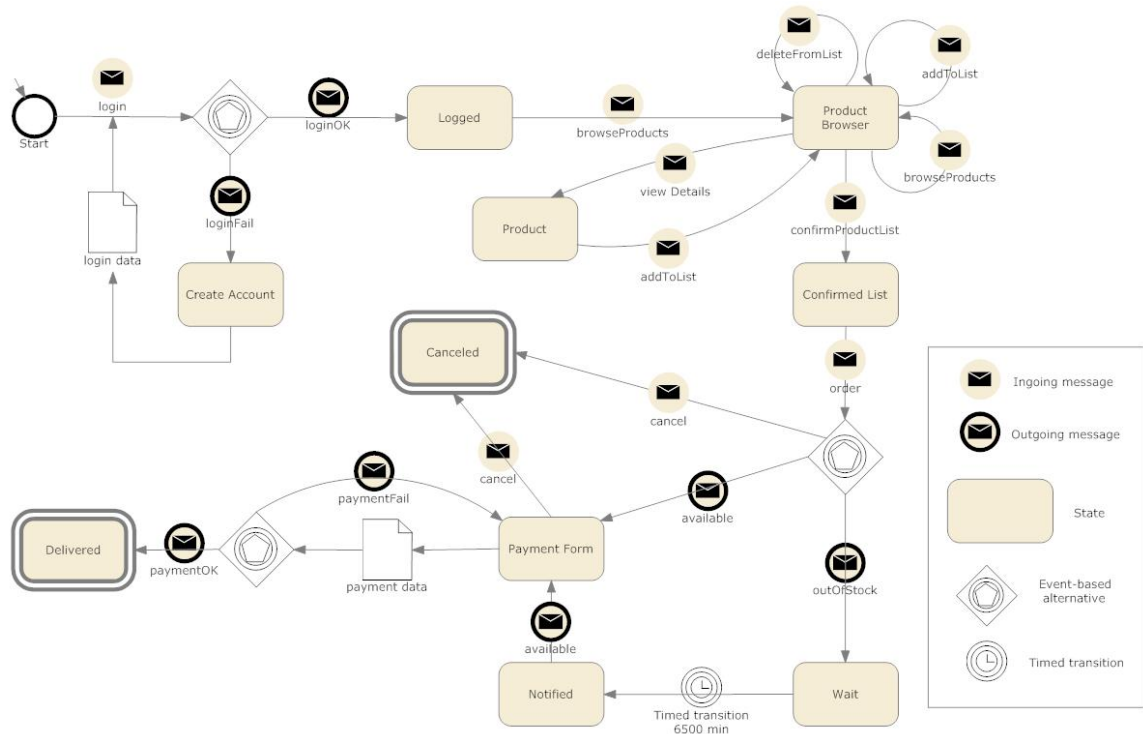 deleteFromList
addToList
login
Start
loginOK
Logged
browseProducts
Product
Browser
browseProducts
view Details
loginFail
login data
Product
confirmProductList
addToList
Create Account
Confirmed List
Canceled
order
cancel
cancel
Ingoing message
Outgoing message
State
Event-based
alternative
Timed transition
paymentFail
available
Delivered
paymentOK
payment data
Payment Form
outOfStock
available
Notified
Timed transition
6500 min
Wait